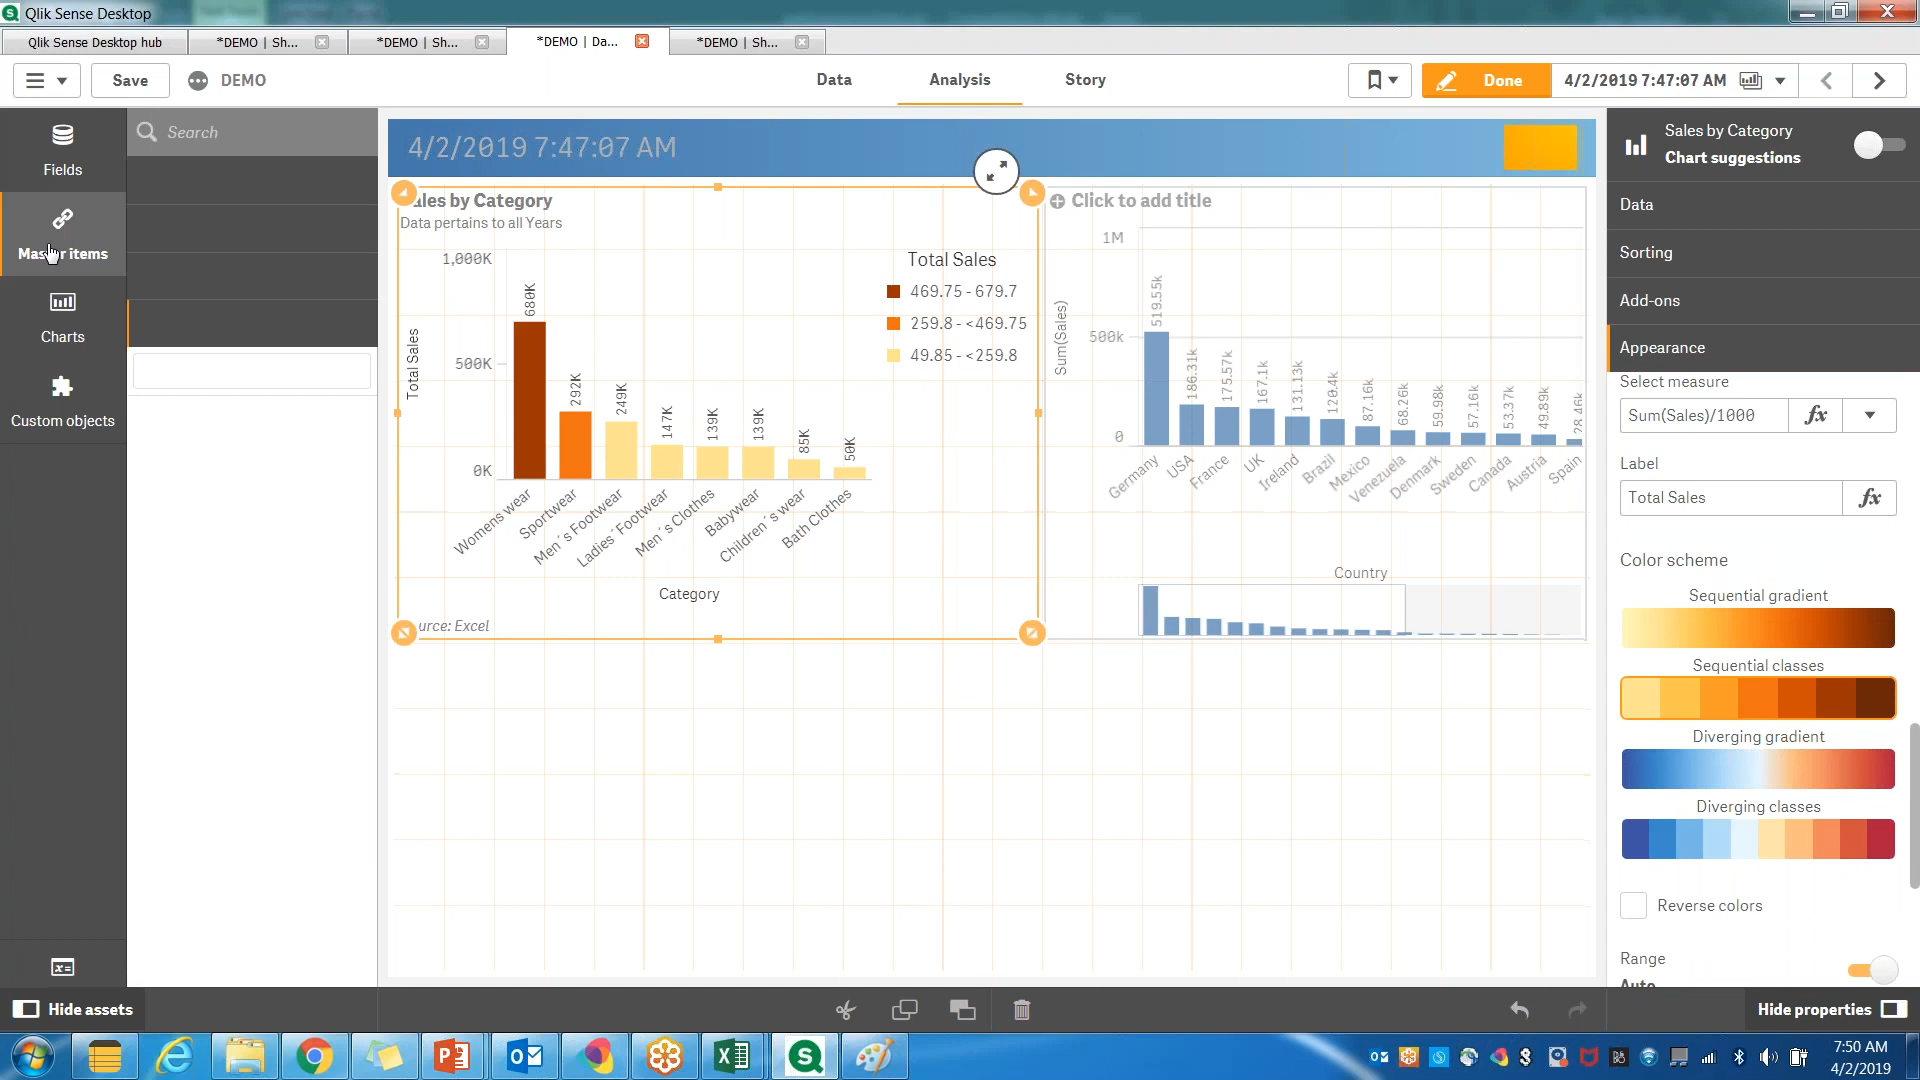 Qlik Sense Desktop
Qlik Sense Desktop hub
*DEMO | Sh...
*DEMO | Sh...
*DEMO | Da...
*DEMO | Sh...
Save
DEMO
Data
Analysis
Story
Done
4/2/2019 7:47:07 AM
Fields
Master items
Charts
Custom objects
Hide assets
Search
4/2/2019 7:47:07 AM
ales by Category
Data pertains to all Years
1,000K
500K
0K
Total Sales
680K
292K
249K
147K
139K
139K
85K
50K
Womens wear
Sportwear
Men´s Footwear
Ladies´Footwear
Men´s Clothes
Babywear
Children´s wear
Bath Clothes
Category
urce: Excel
Total Sales
469.75 - 679.7
259.8 - <469.75
49.85 - <259.8
Click to add title
1M
500k
0
Sum(Sales)
519.55k
186.31k
175.57k
167.1k
131.13k
120.4k
87.16k
68.26k
59.98k
57.16k
53.37k
49.89k
28.46k
Germany
USA
France
UK
Ireland
Brazil
Mexico
Venezuela
Denmark
Sweden
Canada
Austria
Spain
Country
Sales by Category
Chart suggestions
Data
Sorting
Add-ons
Appearance
Select measure
Sum(Sales)/1000
fx
Label
Total Sales
fx
Color scheme
Sequential gradient
Sequential classes
Diverging gradient
Diverging classes
Reverse colors
Range
Auto
Hide properties
7:50 AM
4/2/2019